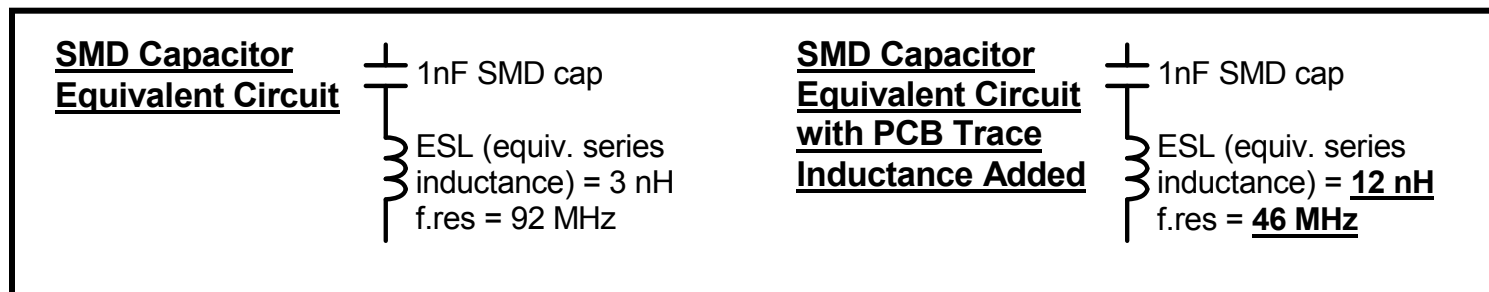 SMD Capacitor
Equivalent Circuit
1nF SMD cap
ESL (equiv. series
inductance) = 3 nH
f.res = 92 MHz
SMD Capacitor
Equivalent Circuit
with PCB Trace
Inductance Added
1nF SMD cap
ESL (equiv. series
inductance) = 12 nH
f.res = 46 MHz